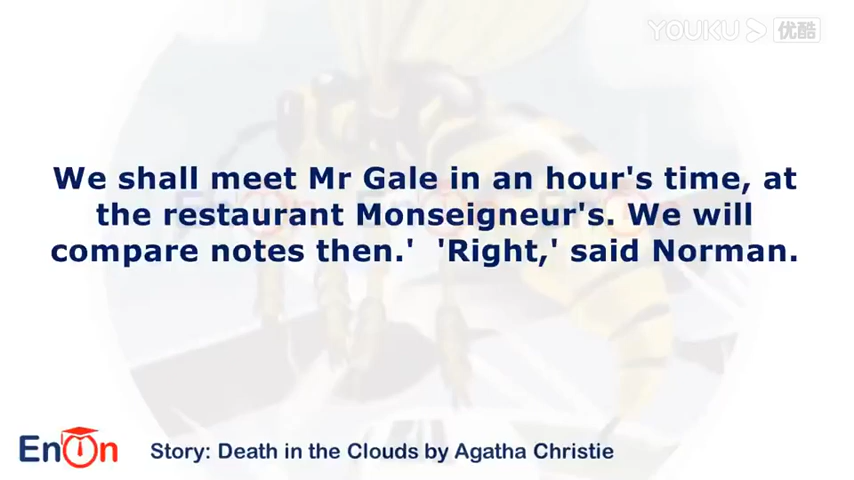 YOUKU 优酷
We shall meet Mr Gale in an hour's time, at
the restaurant Monseigneur's. We will
compare notes then.'  'Right,' said Norman.
EnOn
Story: Death in the Clouds by Agatha Christie